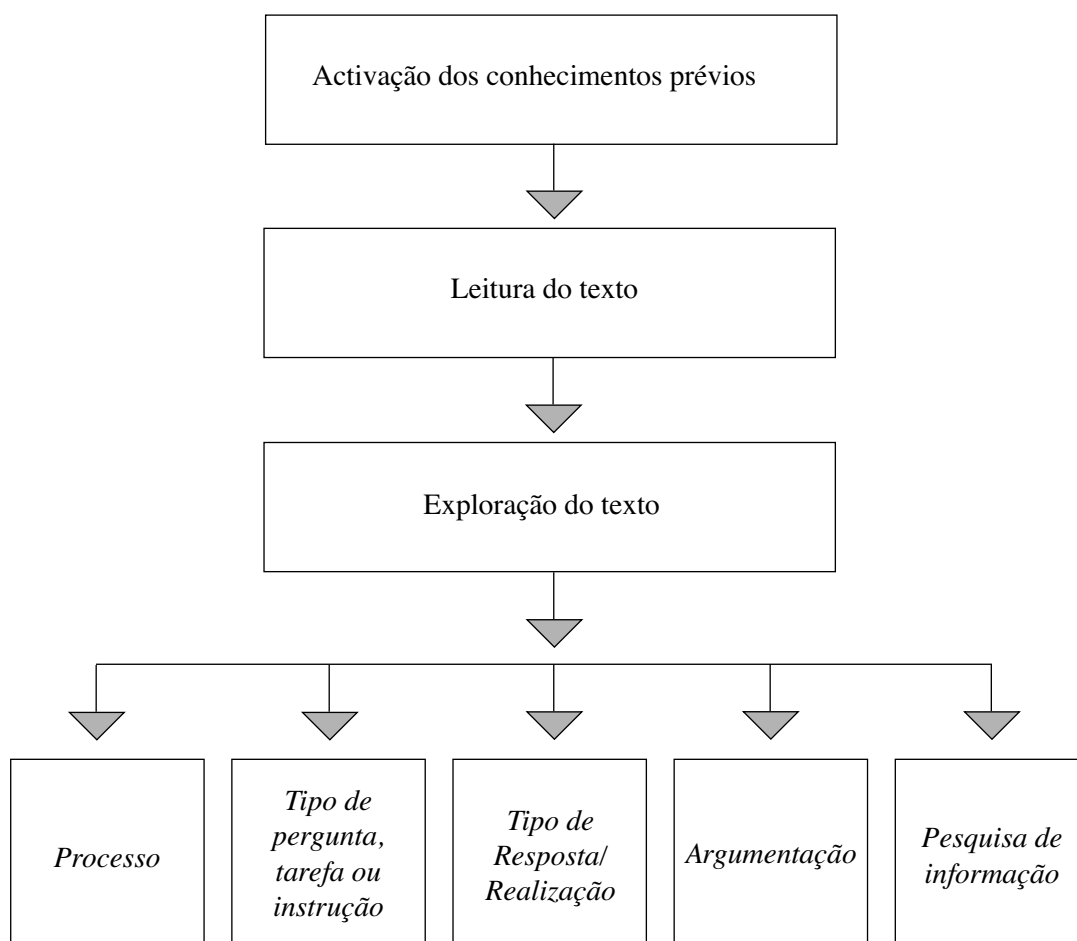 Activação dos conhecimentos prévios
Leitura do texto
Exploração do texto
Processo
Tipo de
pergunta,
tarefa ou
instrução
Tipo de
Resposta/
Realização
Argumentação
Pesquisa de
informação